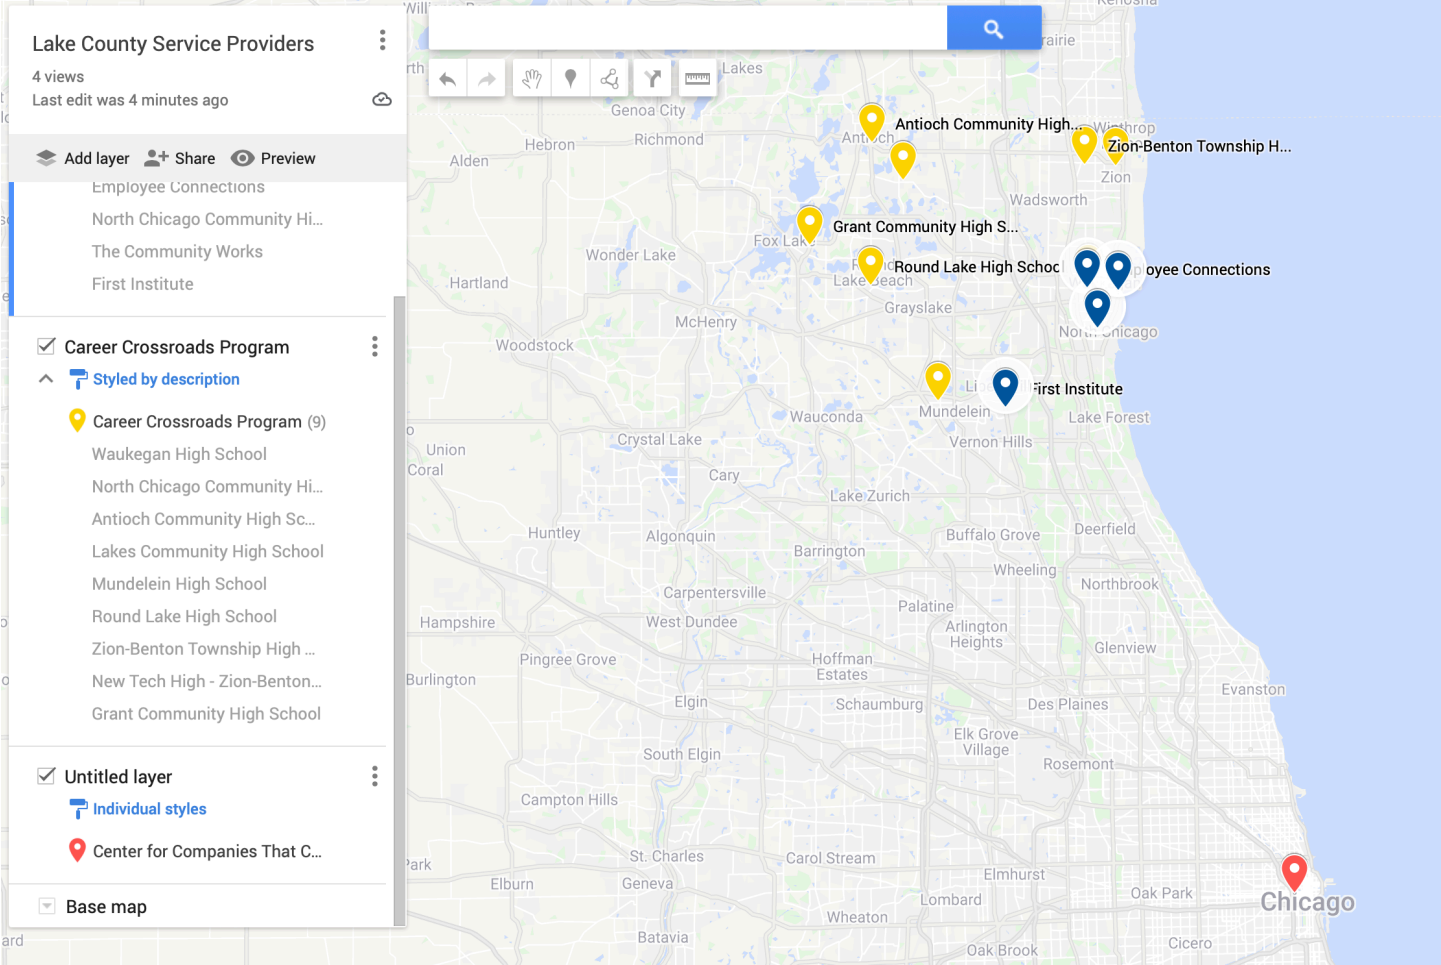 Lake County Service Providers
4 views
Last edit was 4 minutes ago
Add layer
Share
Preview
Employee Connections
North Chicago Community Hi...
The Community Works
First Institute
Career Crossroads Program
Styled by description
Career Crossroads Program (9)
Waukegan High School
North Chicago Community Hi...
Antioch Community High Sc...
Lakes Community High School
Mundelein High School
Round Lake High School
Zion-Benton Township High ...
New Tech High - Zion-Benton...
Grant Community High School
Untitled layer
Individual styles
Center for Companies That C...
Base map
Kenosha
rairie
Lakes
Genoa City
Hebron
Richmond
Alden
Antioch
Antioch Community High...
Winthrop
Zion-Benton Township H...
Zion
Wadsworth
Grant Community High S...
Fox Lake
Wonder Lake
Round Lake High School
Lake Beach
oyee Connections
Hartland
Grayslake
McHenry
North Chicago
Woodstock
First Institute
Mundelein
Wauconda
Lake Forest
Union
Crystal Lake
Vernon Hills
Coral
Cary
Lake Zurich
Huntley
Algonquin
Buffalo Grove
Deerfield
Barrington
Wheeling
Northbrook
Carpentersville
Palatine
Hampshire
West Dundee
Arlington
Heights
Glenview
Pingree Grove
Hoffman
Estates
Burlington
Evanston
Elgin
Schaumburg
Des Plaines
Elk Grove
Village
South Elgin
Rosemont
Campton Hills
Park
St. Charles
Carol Stream
Elmhurst
Elburn
Geneva
Lombard
Oak Park
Chicago
Wheaton
Batavia
Oak Brook
Cicero
ard